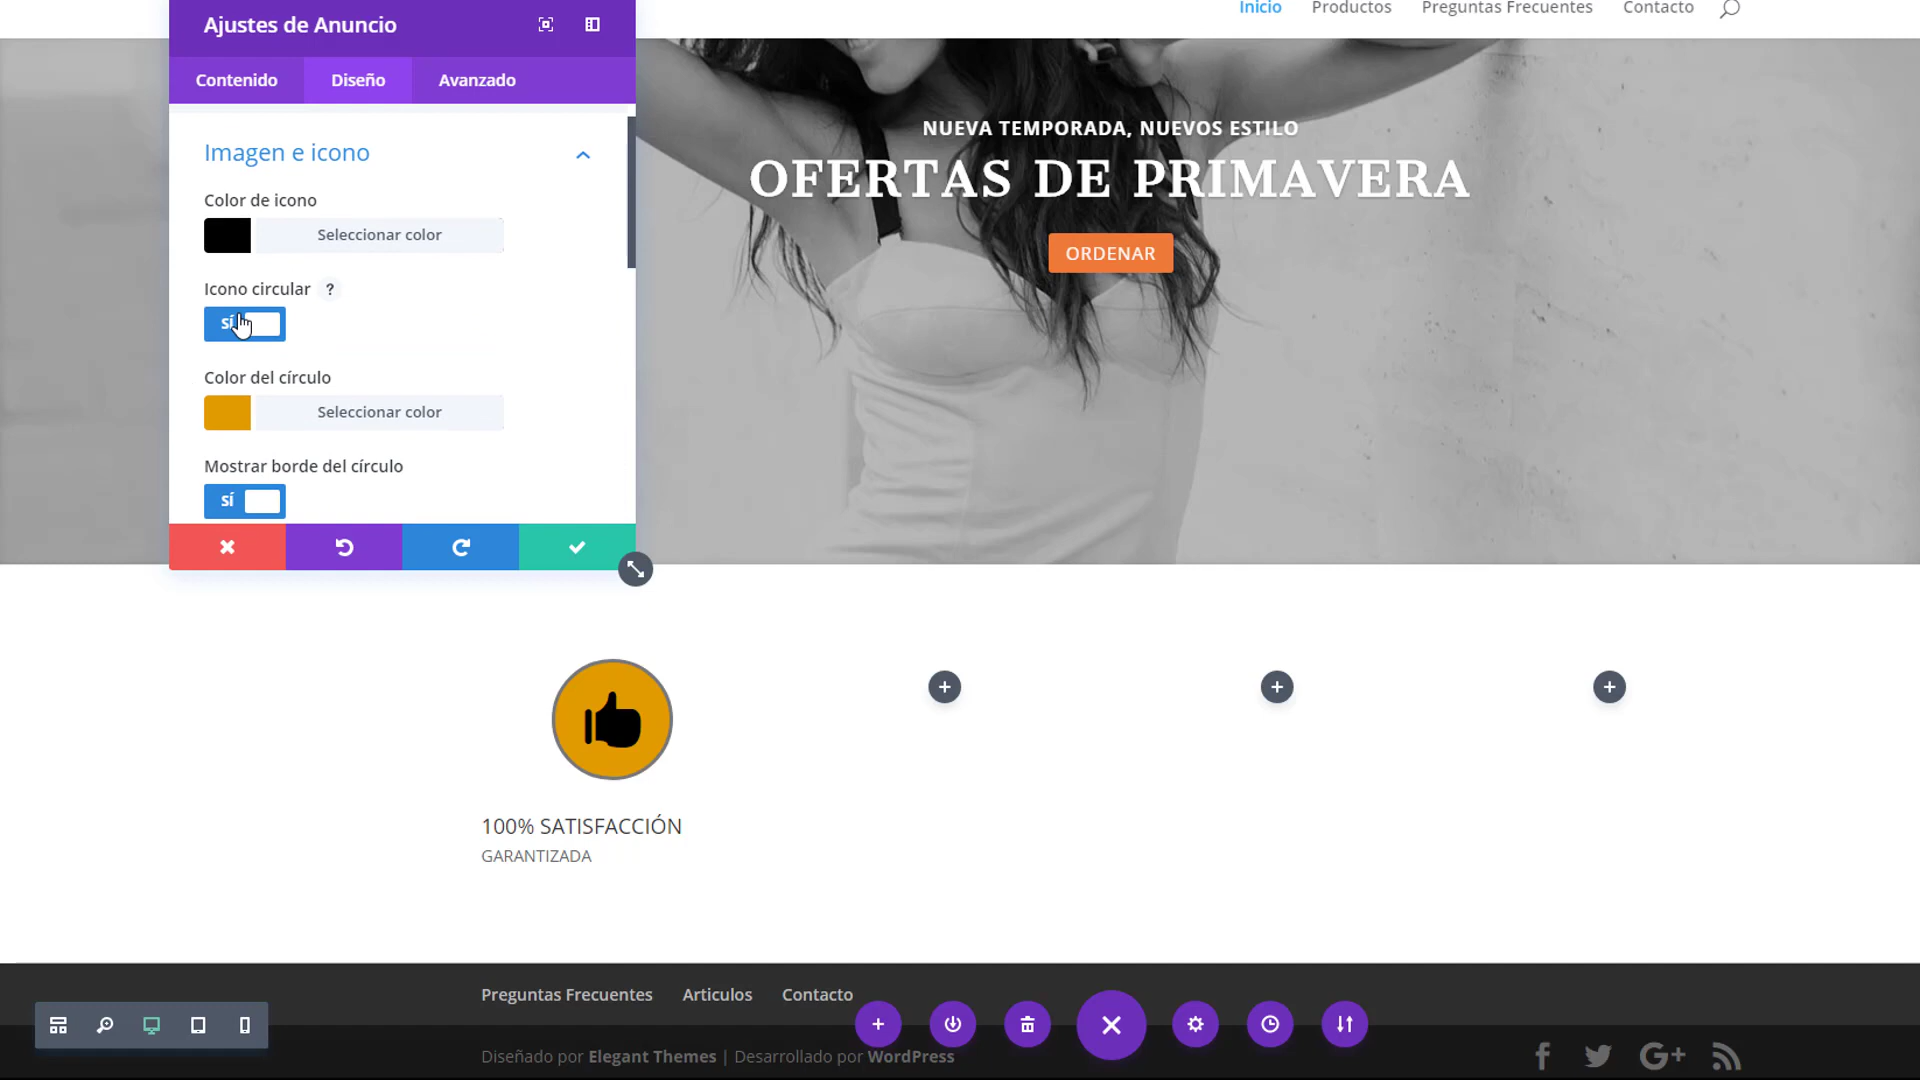 Ajustes de Anuncio
Inicio Productos Preguntas Frecuentes Contacto
Contenido Diseño Avanzado
Imagen e icono
Color de icono
Seleccionar color
Icono circular ?
SÍ
Color del círculo
Seleccionar color
Mostrar borde del círculo
SÍ
NUEVA TEMPORADA, NUEVOS ESTILO
OFERTAS DE PRIMAVERA
ORDENAR
100% SATISFACCIÓN
GARANTIZADA
Preguntas Frecuentes Articulos Contacto
Diseñado por Elegant Themes | Desarrollado por WordPress